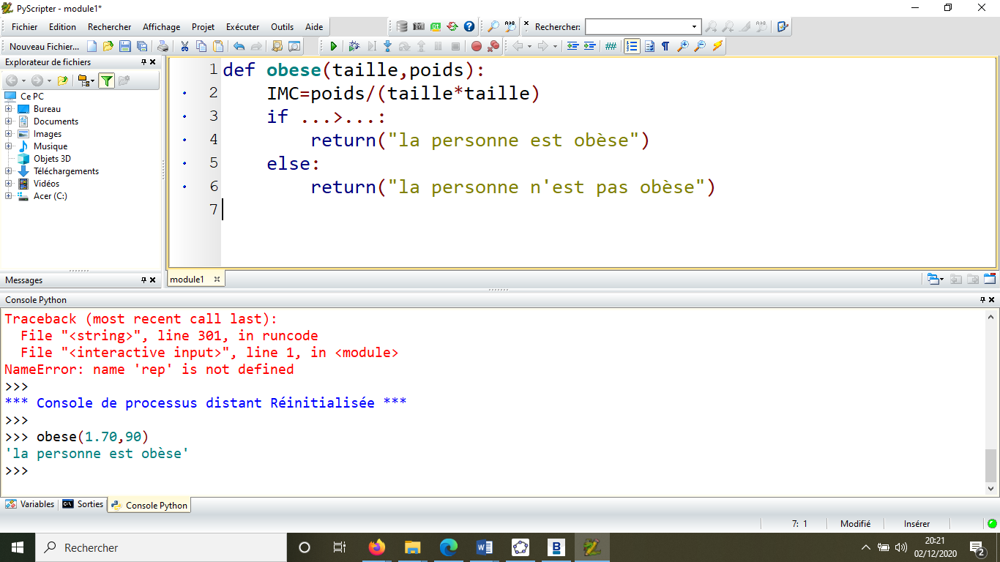 PyScripter - module1*
Fichier Edition Rechercher Affichage Projet Exécuter Outils Aide
Rechercher:
Nouveau Fichier...
Explorateur de fichiers
Ce PC
Bureau
Documents
Images
Musique
Objets 3D
Téléchargements
Vidéos
Acer (C:)
1 def obese(taille,poids):
2 IMC=poids/(taille*taille)
3 if ...>...:
4 return("la personne est obèse")
5 else:
6 return("la personne n'est pas obèse")
7
Messages
module1
Console Python
Traceback (most recent call last):
File "<string>", line 301, in runcode
File "<interactive input>", line 1, in <module>
NameError: name 'rep' is not defined
>>>
*** Console de processus distant Réinitialisée ***
>>>
>>> obese(1.70,90)
'la personne est obèse'
>>>
Variables Sorties Console Python
7: 1 Modifié Insérer
Rechercher
20:21
02/12/2020
2